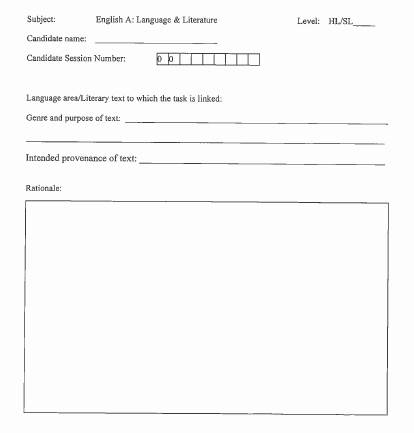 Subject: English A: Language & Literature Level: HL/SL_____
Candidate name: ____________________
Candidate Session Number: 0 0
Language area/Literary text to which the task is linked:
Genre and purpose of text: ____________________
Intended provenance of text: ____________________
Rationale: